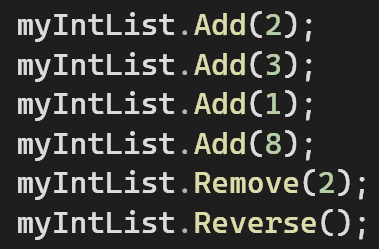 myIntList.Add(2);
myIntList.Add(3);
myIntList.Add(1);
myIntList.Add(8);
myIntList.Remove(2);
myIntList.Reverse();